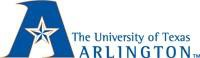 The University of Texas
ARLINGTON™